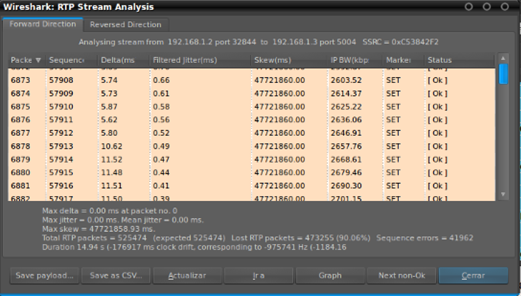 Wireshark: RTP Stream Analysis
Forward Direction Reversed Direction
Analysing stream from 192.168.1.2 port 32844 to 192.168.1.3 port 5004 SSRC = 0xC53842F2
Packe Sequenc Delta(ms Filtered Jitter(ms) Skew(ms) IP BW(kbp Marker Status
6873 57908 5.74 0.66 47721860.00 2603.52 SET [ Ok ]
6874 57909 5.73 0.61 47721860.00 2614.37 SET [ Ok ]
6875 57910 5.87 0.58 47721860.00 2625.22 SET [ Ok ]
6876 57911 5.62 0.56 47721860.00 2636.06 SET [ Ok ]
6877 57912 5.80 0.52 47721860.00 2646.91 SET [ Ok ]
6878 57913 10.62 0.49 47721860.00 2657.76 SET [ Ok ]
6879 57914 11.52 0.47 47721860.00 2668.61 SET [ Ok ]
6880 57915 11.48 0.44 47721860.00 2679.46 SET [ Ok ]
6881 57916 11.51 0.41 47721860.00 2690.30 SET [ Ok ]
6882 57917 11.50 0.39 47721860.00 2701.15 SET [ Ok ]
Max delta = 0.00 ms at packet no. 0
Max jitter = 0.00 ms. Mean jitter = 0.00 ms.
Max skew = 47721858.93 ms.
Total RTP packets = 525474 (expected 525474) Lost RTP packets = 473255 (90.06%) Sequence errors = 41962
Duration 14.94 s (-176917 ms clock drift, corresponding to -975741 Hz (-1184.16
Save payload... Save as CSV... Actualizar Ir a Graph Next non-Ok Cerrar